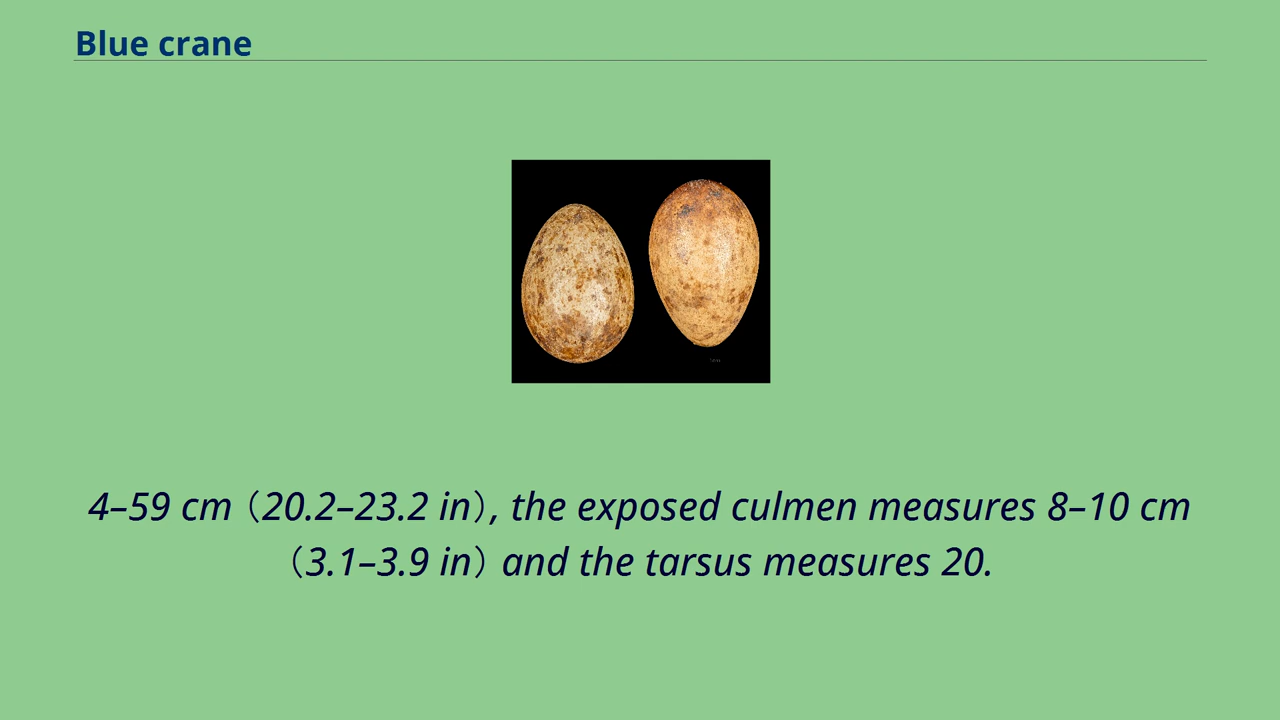 Blue crane
4–59 cm（20.2–23.2 in）, the exposed culmen measures 8–10 cm
（3.1–3.9 in）and the tarsus measures 20.